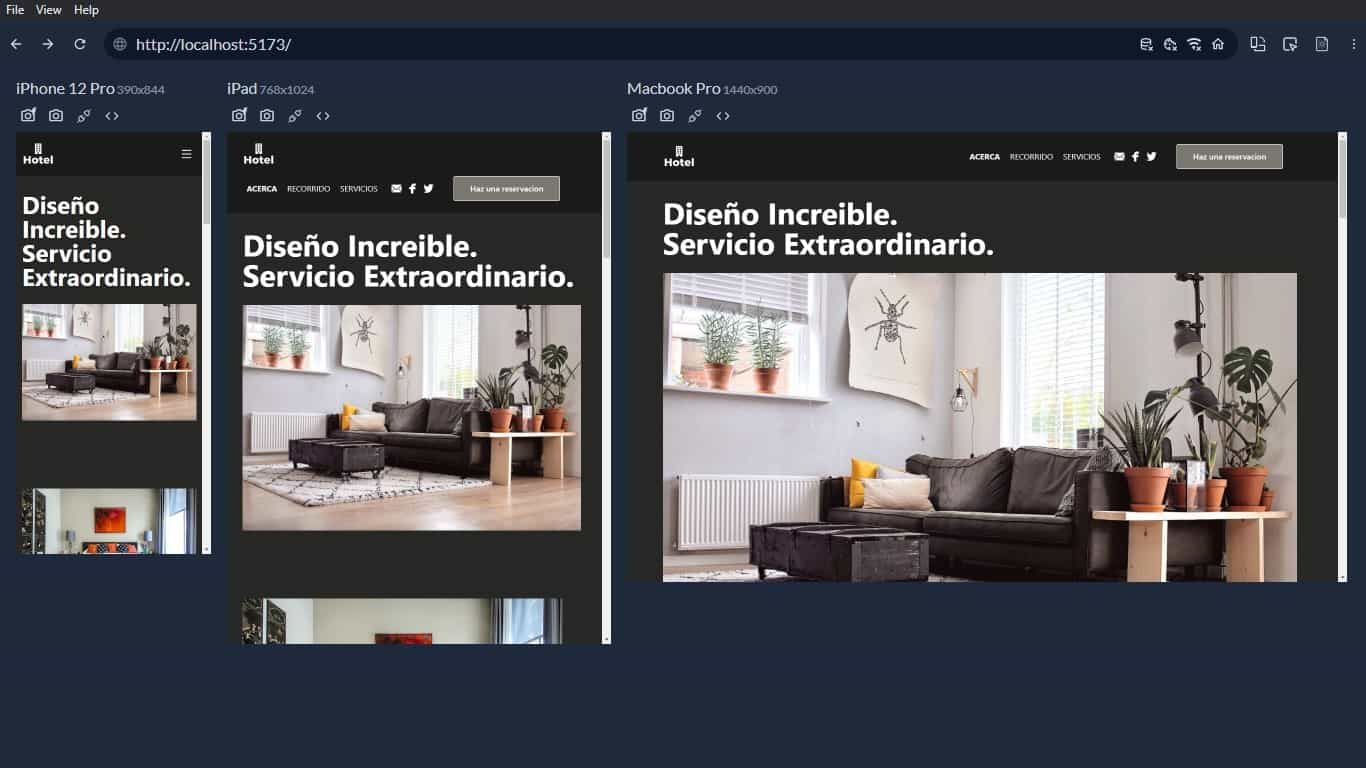 File View Help
http://localhost:5173/
iPhone 12 Pro 390x844
Hotel
Diseño
Increible.
Servicio
Extraordinario.
iPad 768x1024
Hotel
ACERCA RECORRIDO SERVICIOS Haz una reservacion
Diseño Increible.
Servicio Extraordinario.
Macbook Pro 1440x900
Hotel ACERCA RECORRIDO SERVICIOS Haz una reservacion
Diseño Increible.
Servicio Extraordinario.